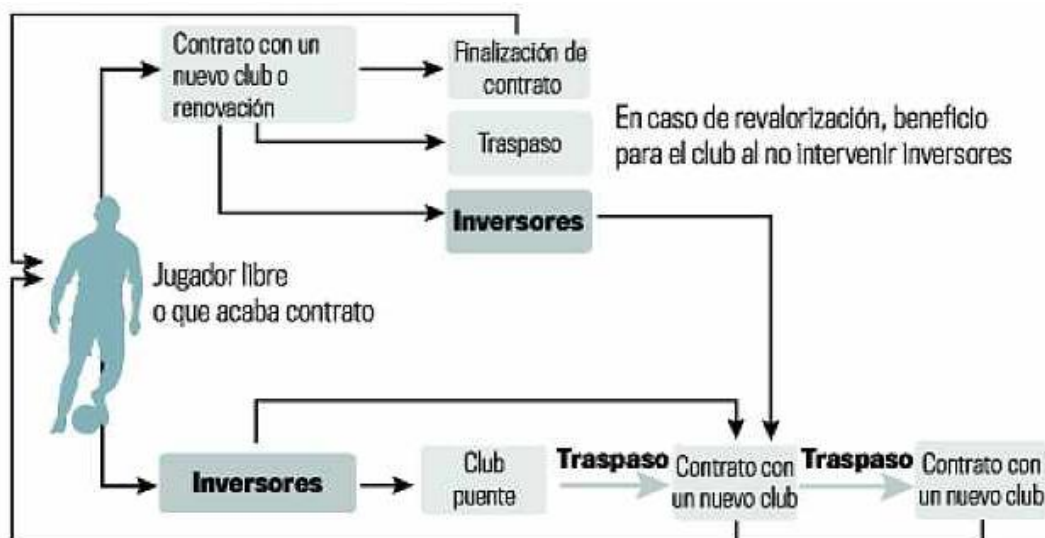 Contrato con un
nuevo club o
renovación
Finalización de
contrato
Traspaso
En caso de revalorización, beneficio
para el club al no intervenir inversores
Inversores
Jugador libre
o que acaba contrato
Inversores
Club
puente
Traspaso
Contrato con
un nuevo club
Traspaso
Contrato con
un nuevo club